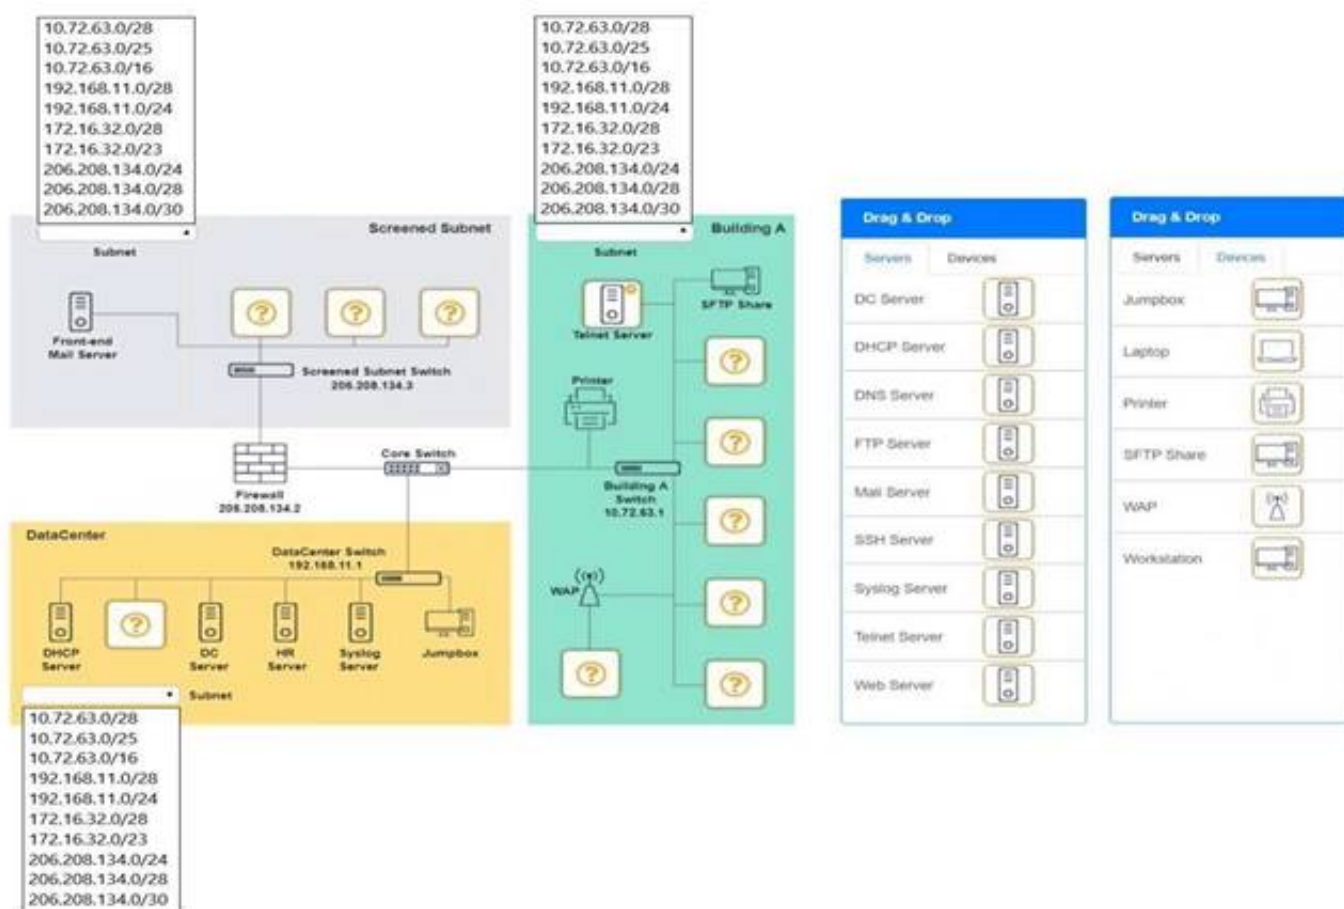 10.72.63.0/28
10.72.63.0/25
10.72.63.0/16
192.168.11.0/28
192.168.11.0/24
172.16.32.0/28
172.16.32.0/23
206.208.134.0/24
206.208.134.0/28
206.208.134.0/30
Subnet
Screened Subnet
Front-end
Mail Server
?
?
?
Screened Subnet Switch
206.208.134.3
Firewall
206.208.134.2
Core Switch
10.72.63.0/28
10.72.63.0/25
10.72.63.0/16
192.168.11.0/28
192.168.11.0/24
172.16.32.0/28
172.16.32.0/23
206.208.134.0/24
206.208.134.0/28
206.208.134.0/30
Subnet
Building A
Telnet Server
SFTP Share
Printer
?
?
Building A
Switch
10.72.63.1
?
WAP
?
?
?
DataCenter
DataCenter Switch
192.168.11.1
DHCP
Server
?
DC
Server
HR
Server
Syslog
Server
Jumpbox
Subnet
10.72.63.0/28
10.72.63.0/25
10.72.63.0/16
192.168.11.0/28
192.168.11.0/24
172.16.32.0/28
172.16.32.0/23
206.208.134.0/24
206.208.134.0/28
206.208.134.0/30
Drag & Drop
Servers Devices
DC Server
DHCP Server
DNS Server
FTP Server
Mail Server
SSH Server
Syslog Server
Telnet Server
Web Server
Drag & Drop
Servers Devices
Jumpbox
Laptop
Printer
SFTP Share
WAP
Workstation